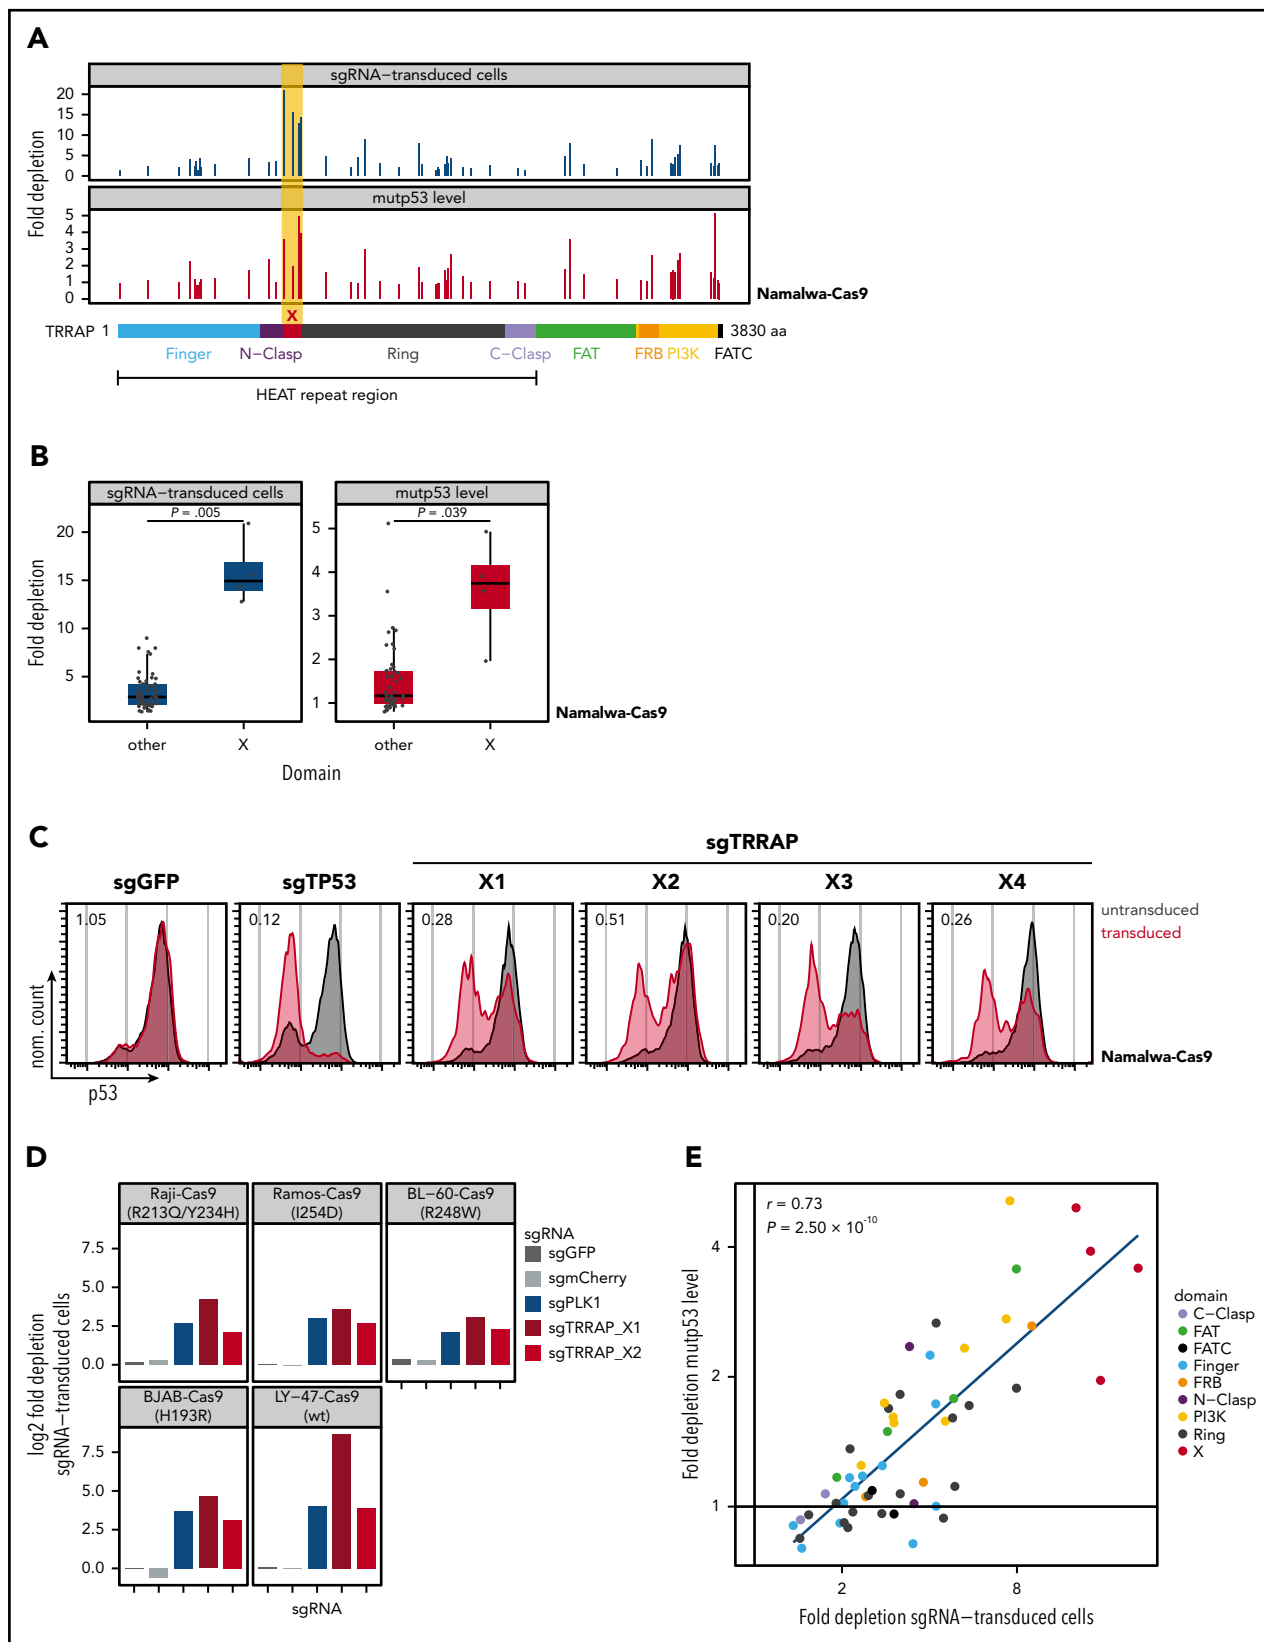 A
sgRNA−transduced cells
20
15
10
5
0
mutp53 level
5
4
3
2
1
0
Fold depletion
Namalwa-Cas9
X
TRRAP 1
3830 aa
Finger N−Clasp Ring C−Clasp FAT FRB PI3K FATC
HEAT repeat region
B
sgRNA−transduced cells
P = .005
20
15
10
5
mutp53 level
P = .039
5
4
3
2
1
Fold depletion
Namalwa-Cas9
other X other X
Domain
C
sgTRRAP
sgGFP sgTP53 X1 X2 X3 X4
1.05 0.12 0.28 0.51 0.20 0.26
untransduced
transduced
nom. count
p53
Namalwa-Cas9
D
Raji-Cas9
(R213Q/Y234H)
Ramos-Cas9
(I254D)
BL−60-Cas9
(R248W)
7.5
5.0
2.5
0.0
sgRNA
sgGFP
sgmCherry
sgPLK1
sgTRRAP_X1
sgTRRAP_X2
BJAB-Cas9
(H193R)
LY−47-Cas9
(wt)
7.5
5.0
2.5
0.0
log2 fold depletion
sgRNA−transduced cells
sgRNA
E
r = 0.73
P = 2.50 × 10-10
4
2
1
Fold depletion mutp53 level
2 8
Fold depletion sgRNA−transduced cells
domain
C−Clasp
FAT
FATC
Finger
FRB
N−Clasp
PI3K
Ring
X